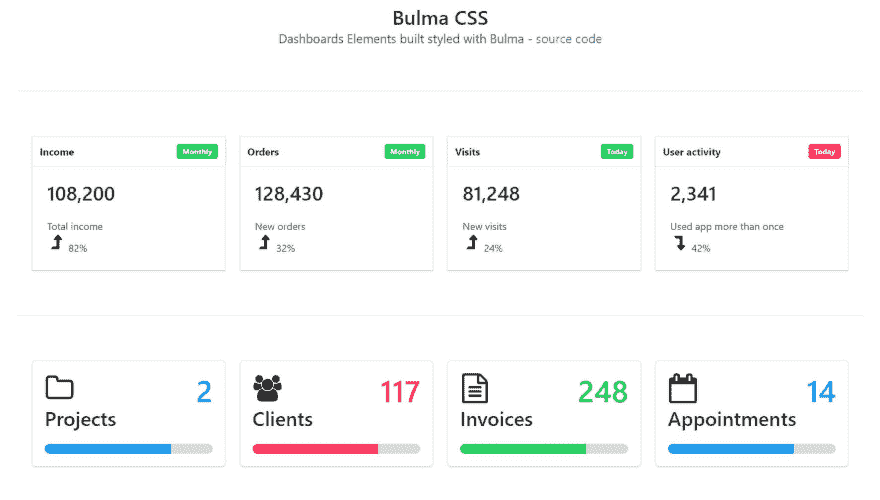 Bulma CSS
Dashboards Elements built styled with Bulma - source code
Income Monthly
108,200
Total income
82%
Orders Monthly
128,430
New orders
32%
Visits Today
81,248
New visits
24%
User activity Today
2,341
Used app more than once
42%
2
Projects
117
Clients
248
Invoices
14
Appointments